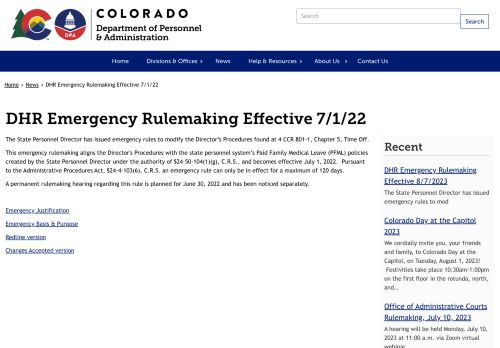 COLORADO
Department of Personnel
& Administration
DPA
Search
Search
Home
Divisions & Offices
News
Help & Resources
About Us
Contact Us
Home › News › DHR Emergency Rulemaking Effective 7/1/22
DHR Emergency Rulemaking Effective 7/1/22
The State Personnel Director has issued emergency rules to modify the Director's Procedures found at 4 CCR 801-1, Chapter 5, Time Off.
This emergency rulemaking aligns the Director's Procedures with the state personnel system's Paid Family Medical Leave (PFML) policies
created by the State Personnel Director under the authority of §24-50-104(1)(g), C.R.S., and becomes effective July 1, 2022. Pursuant
to the Administrative Procedures Act, §24-4-103(6), C.R.S. an emergency rule can only be in effect for a maximum of 120 days.
A permanent rulemaking hearing regarding this rule is planned for June 30, 2022 and has been noticed separately.
Emergency Justification
Emergency Basis & Purpose
Redline version
Changes Accepted version
Recent
DHR Emergency Rulemaking
Effective 8/7/2023
The State Personnel Director has issued
emergency rules to mod
Colorado Day at the Capitol
2023
We cordially invite you, your friends
and family, to Colorado Day at the
Capitol, on Tuesday, August 1, 2023!
Festivities take place 10:30am-1:00pm
on the first floor in the rotunda, north,
and…
Office of Administrative Courts
Rulemaking, July 10, 2023
A hearing will be held Monday, July 10,
2023 at 11:00 a.m. via Zoom virtual
webinar